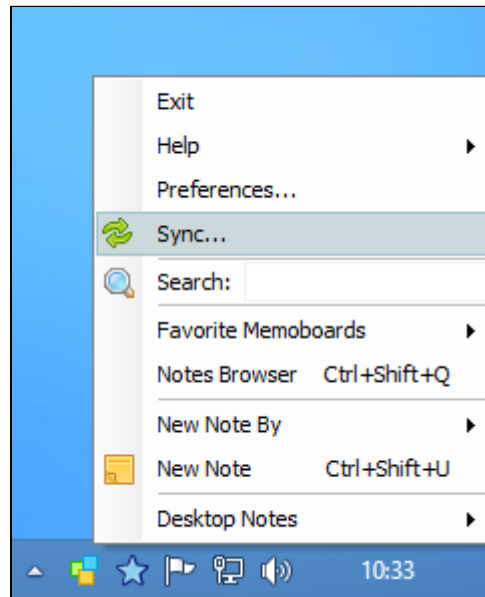 Exit
Help
Preferences...
Sync...
Search:
Favorite Memoboards
Notes Browser Ctrl+Shift+Q
New Note By
New Note Ctrl+Shift+U
Desktop Notes
10:33